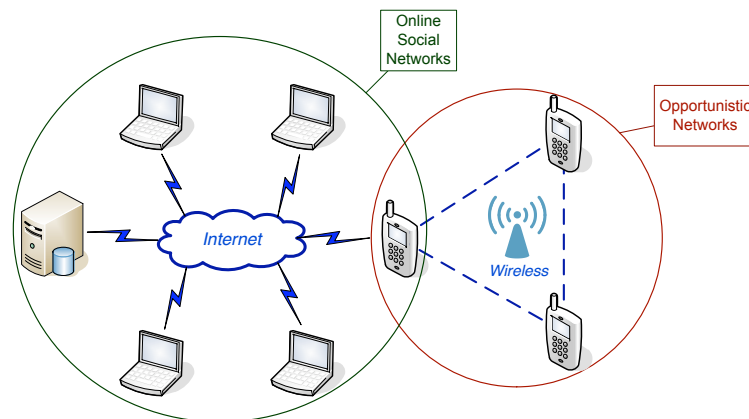 Online
Social
Networks
Opportunistic
Networks
Internet
Wireless